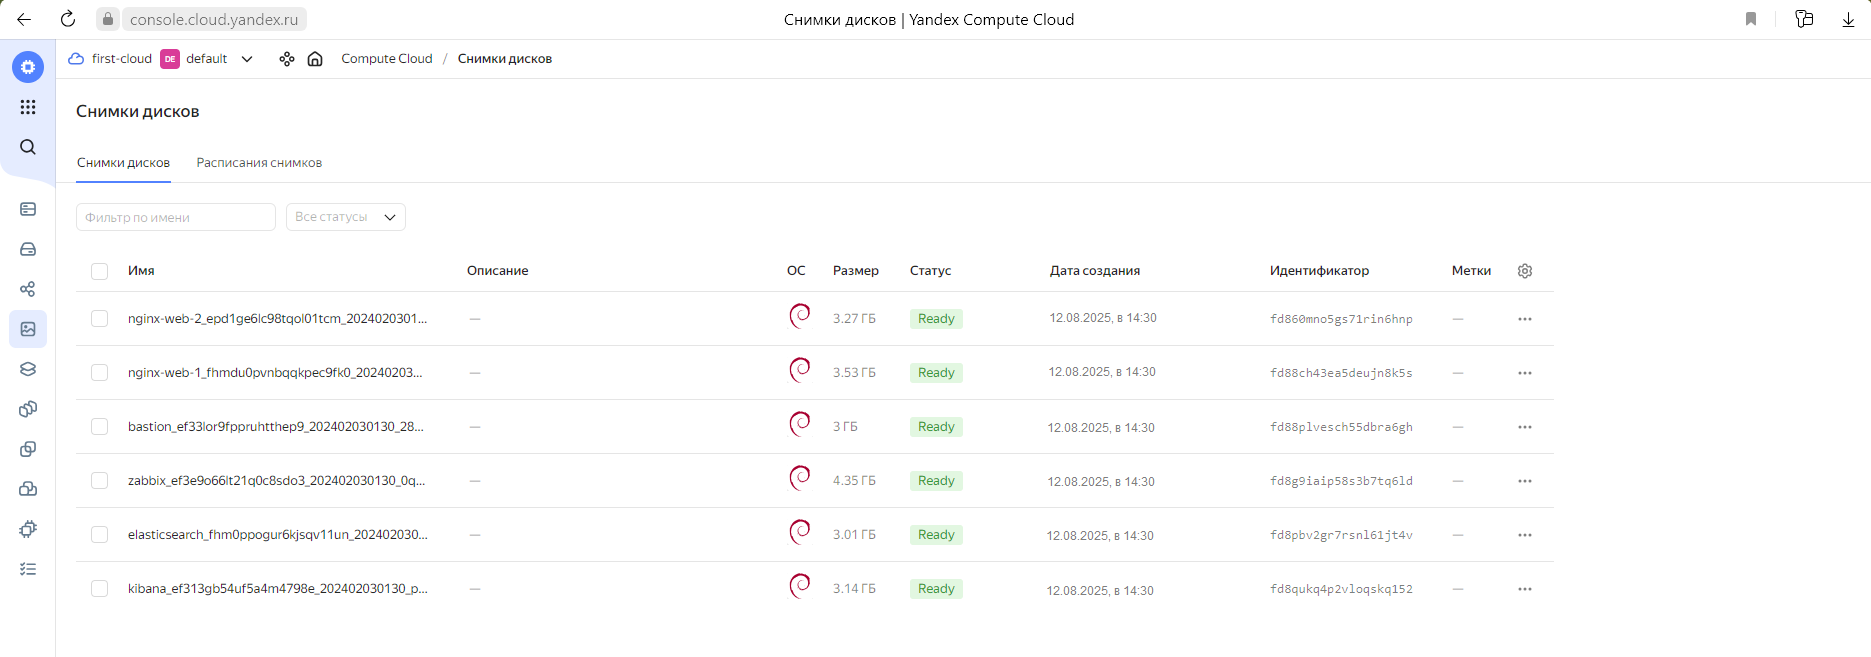 console.cloud.yandex.ru
Снимки дисков | Yandex Compute Cloud
first-cloud DE default Compute Cloud / Снимки дисков
Снимки дисков
Снимки дисков Расписания снимков
Фильтр по имени Все статусы
Имя Описание ОС Размер Статус Дата создания Идентификатор Метки
nginx-web-2_epd1ge6lc98tqol01tcm_2024020301... — 3.27 ГБ Ready 12.08.2025, в 14:30 fd860mno5gs71rin6hnp —
nginx-web-1_fhmdu0pvnbqqkpec9fk0_20240203... — 3.53 ГБ Ready 12.08.2025, в 14:30 fd88ch43ea5deujn8k5s —
bastion_ef33lor9fppruhtthep9_202402030130_28... — 3 ГБ Ready 12.08.2025, в 14:30 fd88plvesch55dbra6gh —
zabbix_ef3e9o66lt21q0c8sdo3_202402030130_0q... — 4.35 ГБ Ready 12.08.2025, в 14:30 fd8g9iaip58s3b7tq6ld —
elasticsearch_fhm0ppogur6kjsqv11un_202402030... — 3.01 ГБ Ready 12.08.2025, в 14:30 fd8pbv2gr7rsnl61jt4v —
kibana_ef313gb54uf5a4m4798e_202402030130_p... — 3.14 ГБ Ready 12.08.2025, в 14:30 fd8qukq4p2vloqskq152 —